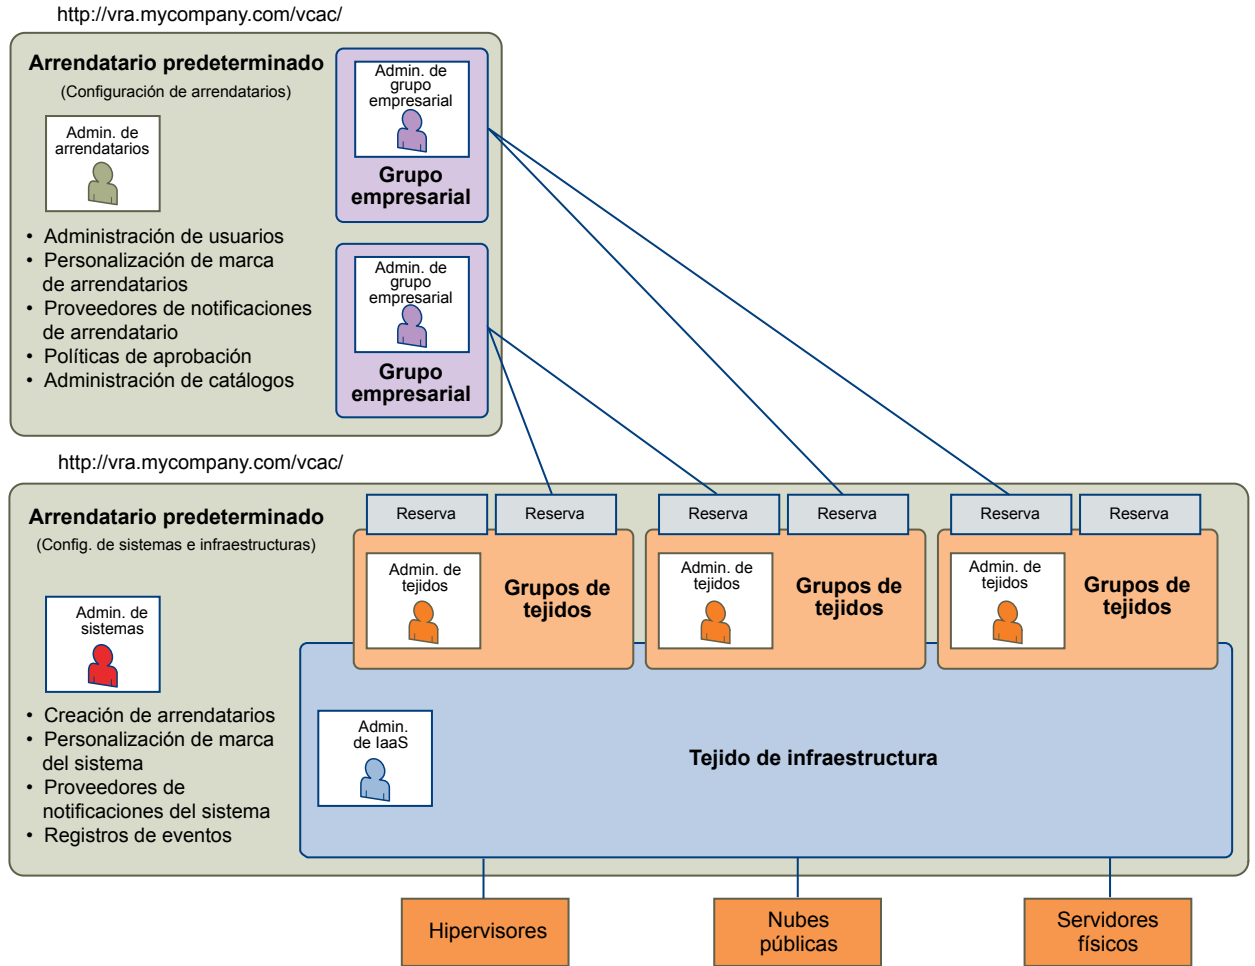 http://vra.mycompany.com/vcac/
Arrendatario predeterminado
(Configuración de arrendatarios)
Admin. de
arrendatarios
• Administración de usuarios
• Personalización de marca
de arrendatarios
• Proveedores de notificaciones
de arrendatario
• Políticas de aprobación
• Administración de catálogos
Admin. de
grupo
empresarial
Grupo
empresarial
Admin. de
grupo
empresarial
Grupo
empresarial
http://vra.mycompany.com/vcac/
Arrendatario predeterminado
(Config. de sistemas e infraestructuras)
Admin. de
sistemas
• Creación de arrendatarios
• Personalización de marca
del sistema
• Proveedores de
notificaciones del sistema
• Registros de eventos
Reserva
Reserva
Admin. de
tejidos
Grupos de
tejidos
Reserva
Reserva
Admin. de
tejidos
Grupos de
tejidos
Reserva
Reserva
Admin. de
tejidos
Grupos de
tejidos
Admin.
de IaaS
Tejido de infraestructura
Hipervisores
Nubes
públicas
Servidores
físicos